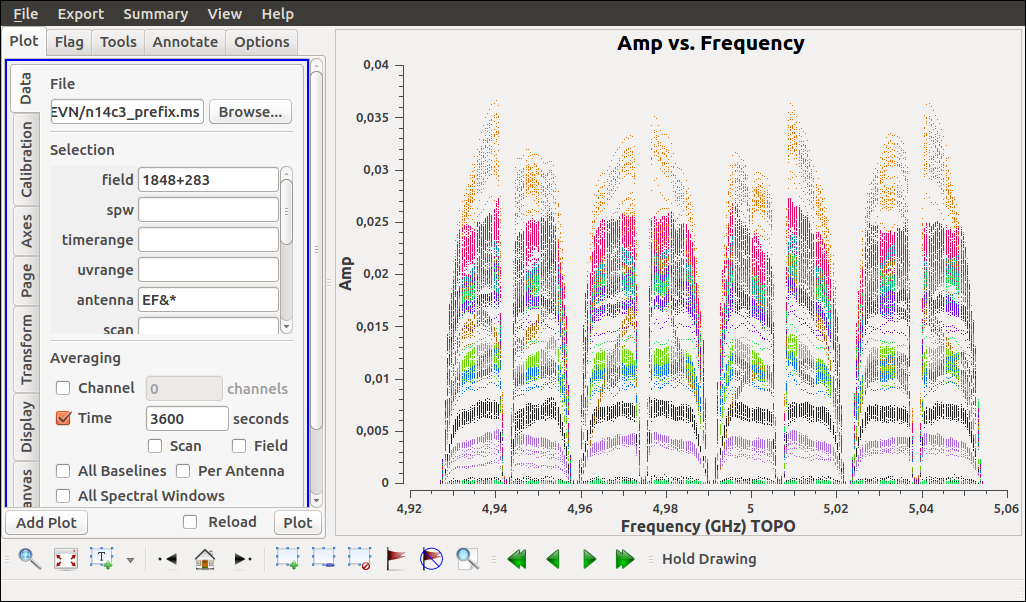 File Export Summary View Help
Plot Flag Tools Annotate Options
Data
Calibration
Axes
Page
Transform
Display
anvas
File
EVN/n14c3_prefix.ms Browse...
Selection
field 1848+283
spw
timerange
uvrange
antenna EF&*
scan
Averaging
Channel 0 channels
Time 3600 seconds
Scan Field
All Baselines Per Antenna
All Spectral Windows
Add Plot Reload Plot
Amp vs. Frequency
0,04
0,035
0,03
0,025
0,02
0,015
0,01
0,005
0
Amp
4,92 4,94 4,96 4,98 5 5,02 5,04 5,06
Frequency (GHz) TOPO
T
Hold Drawing